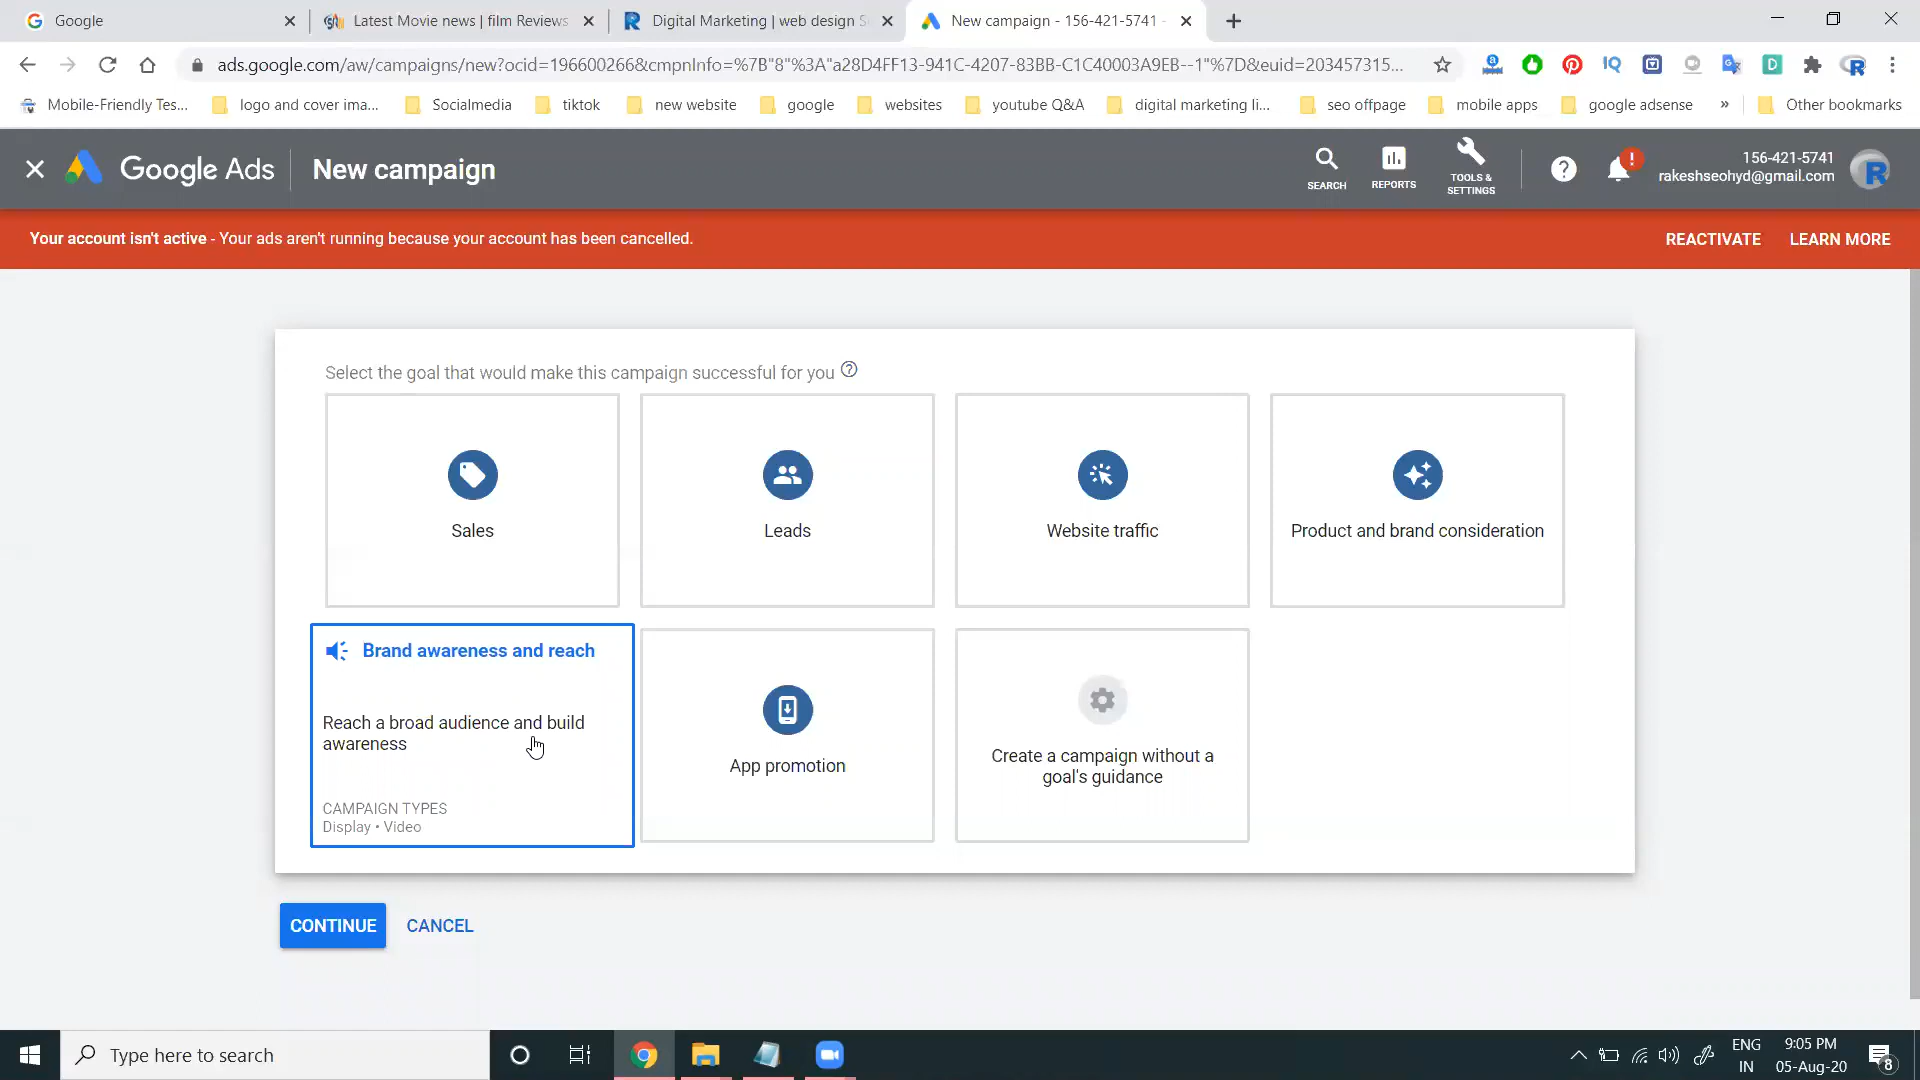 Google
Latest Movie news | film Reviews
Digital Marketing | web design S
New campaign - 156-421-5741 -
ads.google.com/aw/campaigns/new?ocid=196600266&cmpnInfo=%7B"8"%3A"a28D4FF13-941C-4207-83BB-C1C40003A9EB--1"%7D&euid=203457315...
Mobile-Friendly Tes...
logo and cover ima...
Socialmedia
tiktok
new website
google
websites
youtube Q&A
digital marketing li...
seo offpage
mobile apps
google adsense
»
Other bookmarks
Google Ads
New campaign
SEARCH
REPORTS
TOOLS &
SETTINGS
156-421-5741
rakeshseohyd@gmail.com
Your account isn't active - Your ads aren't running because your account has been cancelled.
REACTIVATE
LEARN MORE
Select the goal that would make this campaign successful for you
Sales
Leads
Website traffic
Product and brand consideration
Brand awareness and reach
Reach a broad audience and build
awareness
CAMPAIGN TYPES
Display • Video
App promotion
Create a campaign without a
goal's guidance
CONTINUE
CANCEL
Type here to search
ENG
IN
9:05 PM
05-Aug-20
8